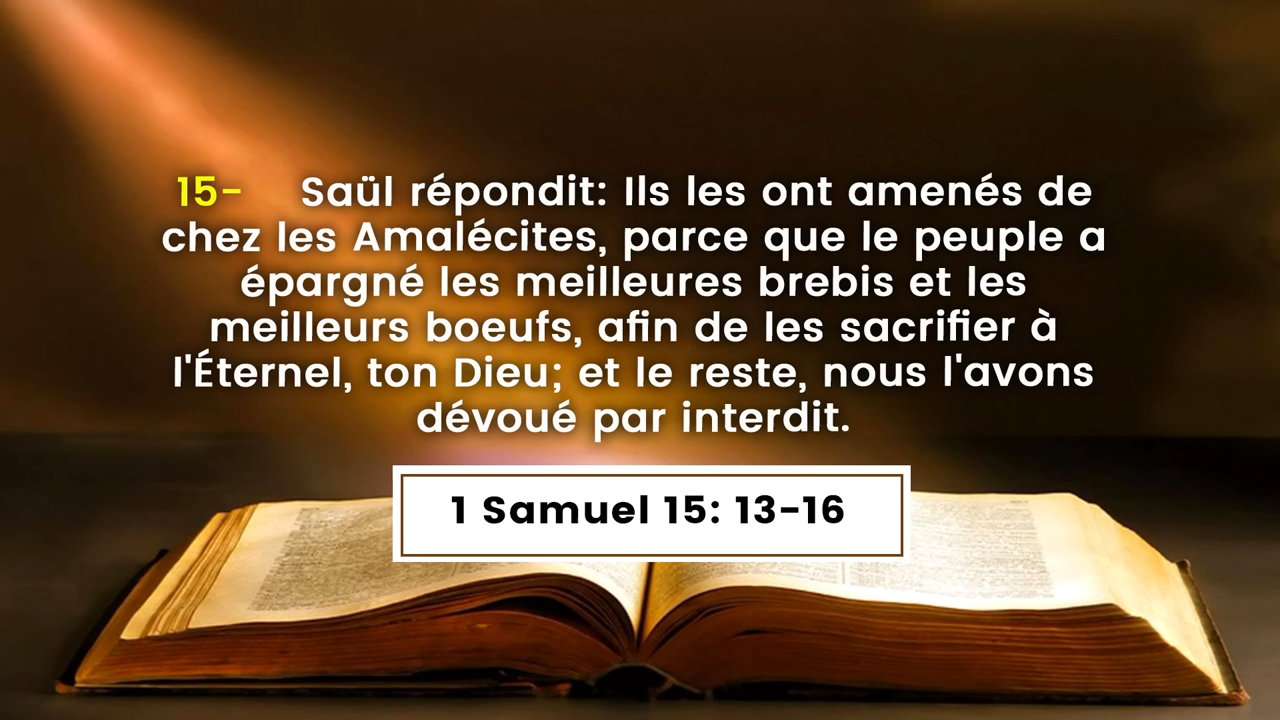 15- Saül répondit: Ils les ont amenés de
chez les Amalécites, parce que le peuple a
épargné les meilleures brebis et les
meilleurs boeufs, afin de les sacrifier à
l'Éternel, ton Dieu; et le reste, nous l'avons
dévoué par interdit.
1 Samuel 15: 13-16